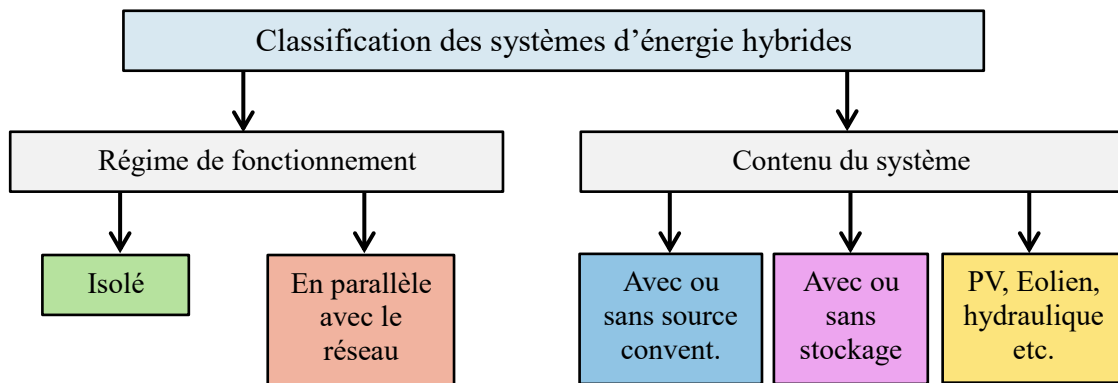 Classification des systèmes d’énergie hybrides
Régime de fonctionnement
Contenu du système
Isolé
En parallèle
avec le
réseau
Avec ou
sans source
convent.
Avec ou
sans
stockage
PV, Eolien,
hydraulique
etc.